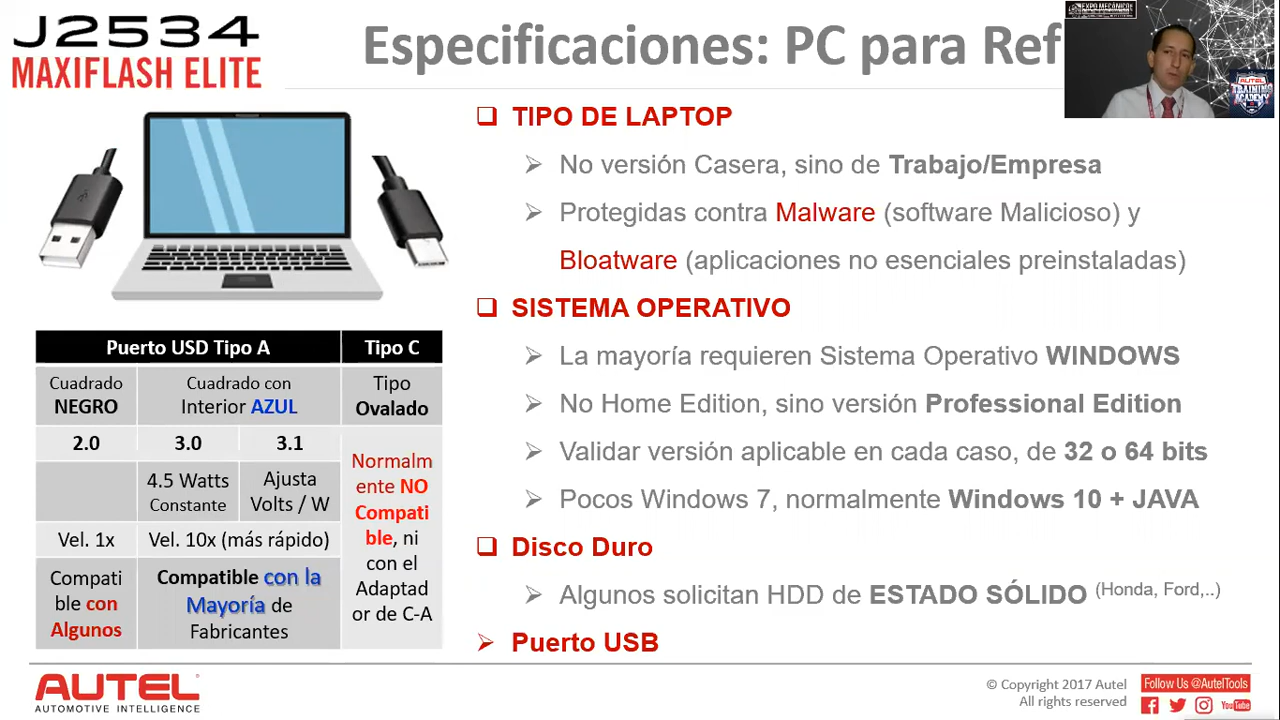 J2534
MAXIFLASH ELITE
Especificaciones: PC para Ref
EXPO MECÁNICO
AUTEL
TRAINING
ACADEMY
TIPO DE LAPTOP
No versión Casera, sino de Trabajo/Empresa
Protegidas contra Malware (software Malicioso) y
Bloatware (aplicaciones no esenciales preinstaladas)
SISTEMA OPERATIVO
La mayoría requieren Sistema Operativo WINDOWS
No Home Edition, sino versión Professional Edition
Validar versión aplicable en cada caso, de 32 o 64 bits
Pocos Windows 7, normalmente Windows 10 + JAVA
Disco Duro
Algunos solicitan HDD de ESTADO SÓLIDO (Honda, Ford,..)
Puerto USB
Puerto USD Tipo A
Tipo C
Cuadrado
NEGRO
Cuadrado con
Interior AZUL
Tipo
Ovalado
2.0
3.0
3.1
4.5 Watts
Constante
Ajusta
Volts / W
Vel. 1x
Vel. 10x (más rápido)
Compati
ble con
Algunos
Compatible con la
Mayoría de
Fabricantes
Normalm
ente NO
Compati
ble, ni
con el
Adaptad
or de C-A
AUTEL
AUTOMOTIVE INTELLIGENCE
© Copyright 2017 Autel
All rights reserved
Follow Us @AutelTools
YouTube